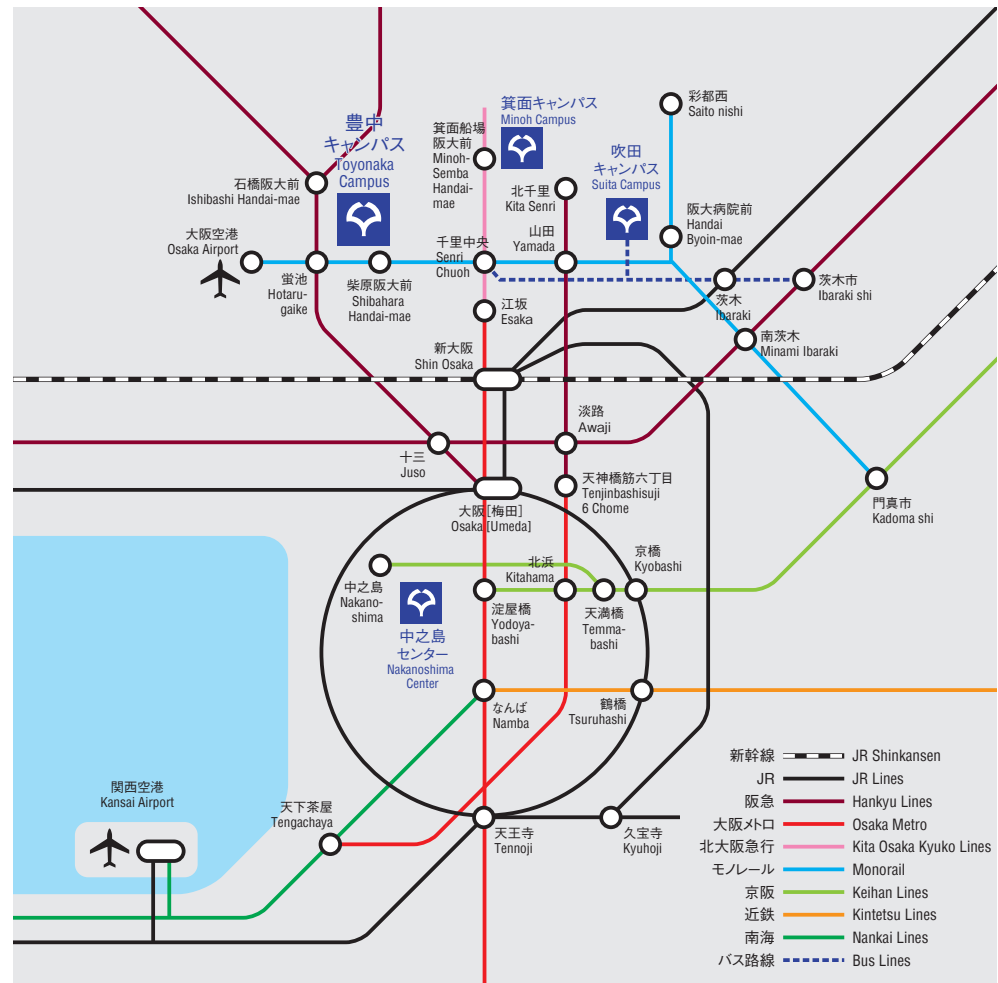 彩都西
Saito nishi
箕面キャンパス
Minoh Campus
豊中
キャンパス
Toyonaka
Campus
箕面船場
阪大前
Minoh-
Semba
Handai-
mae
吹田
キャンパス
Suita Campus
石橋阪大前
Ishibashi Handai-mae
北千里
Kita Senri
阪大病院前
Handai
Byoin-mae
大阪空港
Osaka Airport
千里中央
Senri
Chuoh
山田
Yamada
蛍池
Hotaru-
gaike
柴原阪大前
Shibahara
Handai-mae
茨木
Ibaraki
茨木市
Ibaraki shi
江坂
Esaka
南茨木
Minami Ibaraki
新大阪
Shin Osaka
淡路
Awaji
十三
Juso
天神橋筋六丁目
Tenjinbashisuji
6 Chome
門真市
Kadoma shi
大阪[梅田]
Osaka [Umeda]
京橋
Kyobashi
北浜
Kitahama
中之島
Nakano-
shima
淀屋橋
Yodoya-
bashi
天満橋
Temma-
bashi
中之島
センター
Nakanoshima
Center
なんば
Namba
鶴橋
Tsuruhashi
関西空港
Kansai Airport
天下茶屋
Tengachaya
天王寺
Tennoji
久宝寺
Kyuhoji
新幹線 JR Shinkansen
JR JR Lines
阪急 Hankyu Lines
大阪メトロ Osaka Metro
北大阪急行 Kita Osaka Kyuko Lines
モノレール Monorail
京阪 Keihan Lines
近鉄 Kintetsu Lines
南海 Nankai Lines
バス路線 Bus Lines